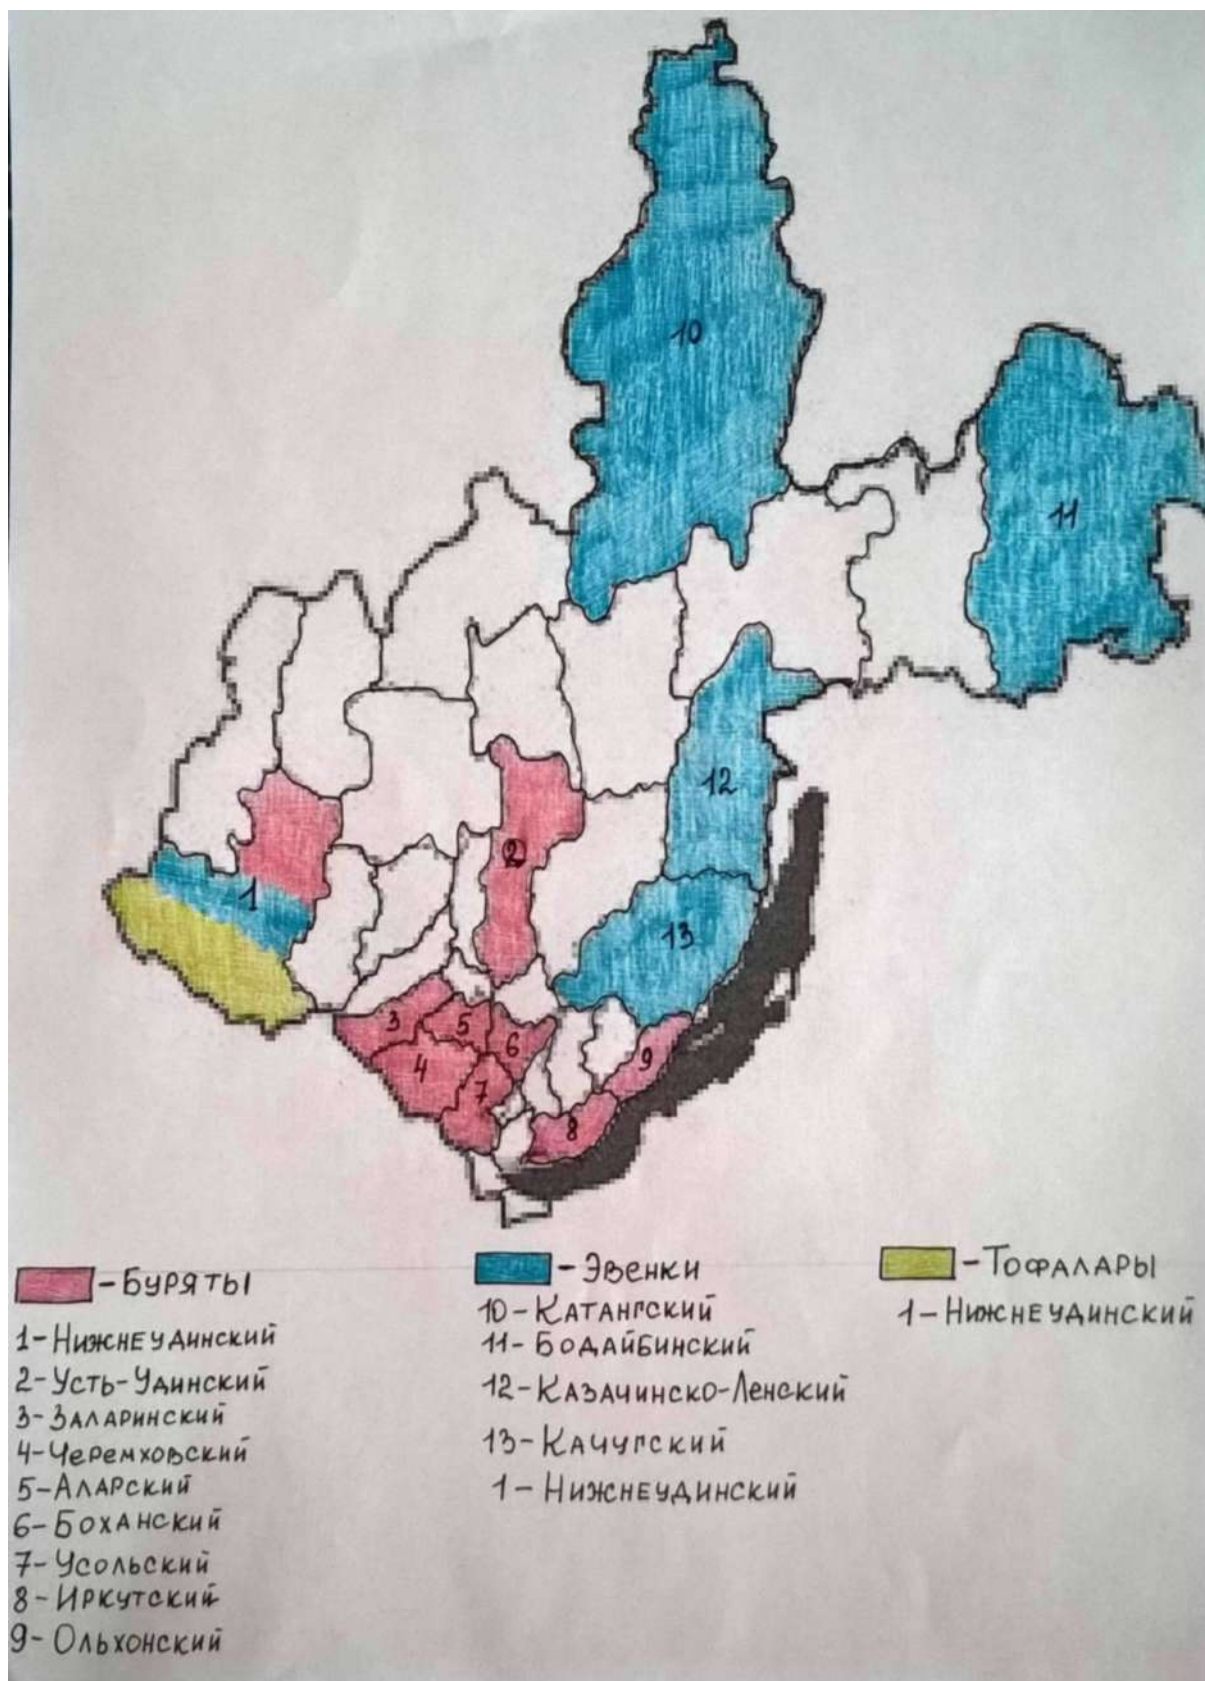 10
11
12
2
1
13
3
5
6
4
7
9
8
- Буряты
1 - Нижнеудинский
2 - Усть-Удинский
3 - Заларинский
4 - Черемховский
5 - Аларский
6 - Боханский
7 - Усольский
8 - Иркутский
9 - Ольхонский
- Эвенки
10 - Катангский
11 - Бодайбинский
12 - Казачинско-Ленский
13 - Качугский
1 - Нижнеудинский
- Тофалары
1 - Нижнеудинский